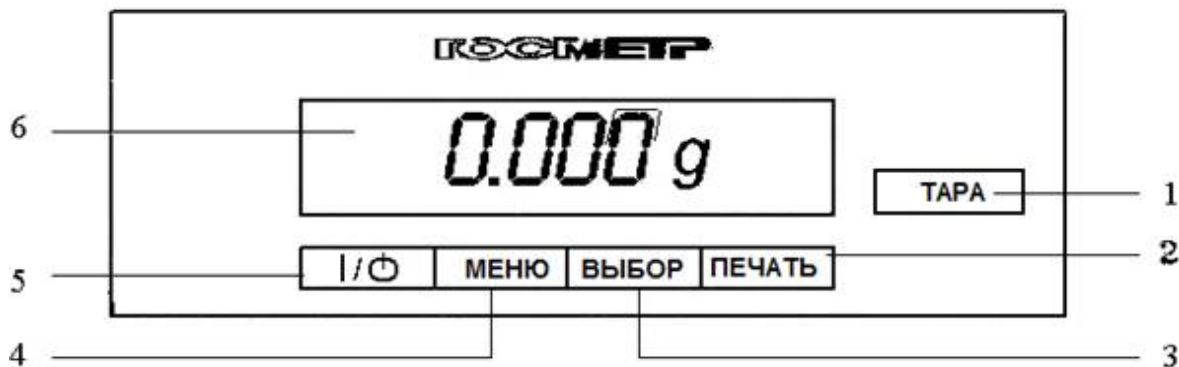 ГОСМЕТР
6
0.000 g
ТАРА
1
5
I/⏻
МЕНЮ
ВЫБОР
ПЕЧАТЬ
2
4
3